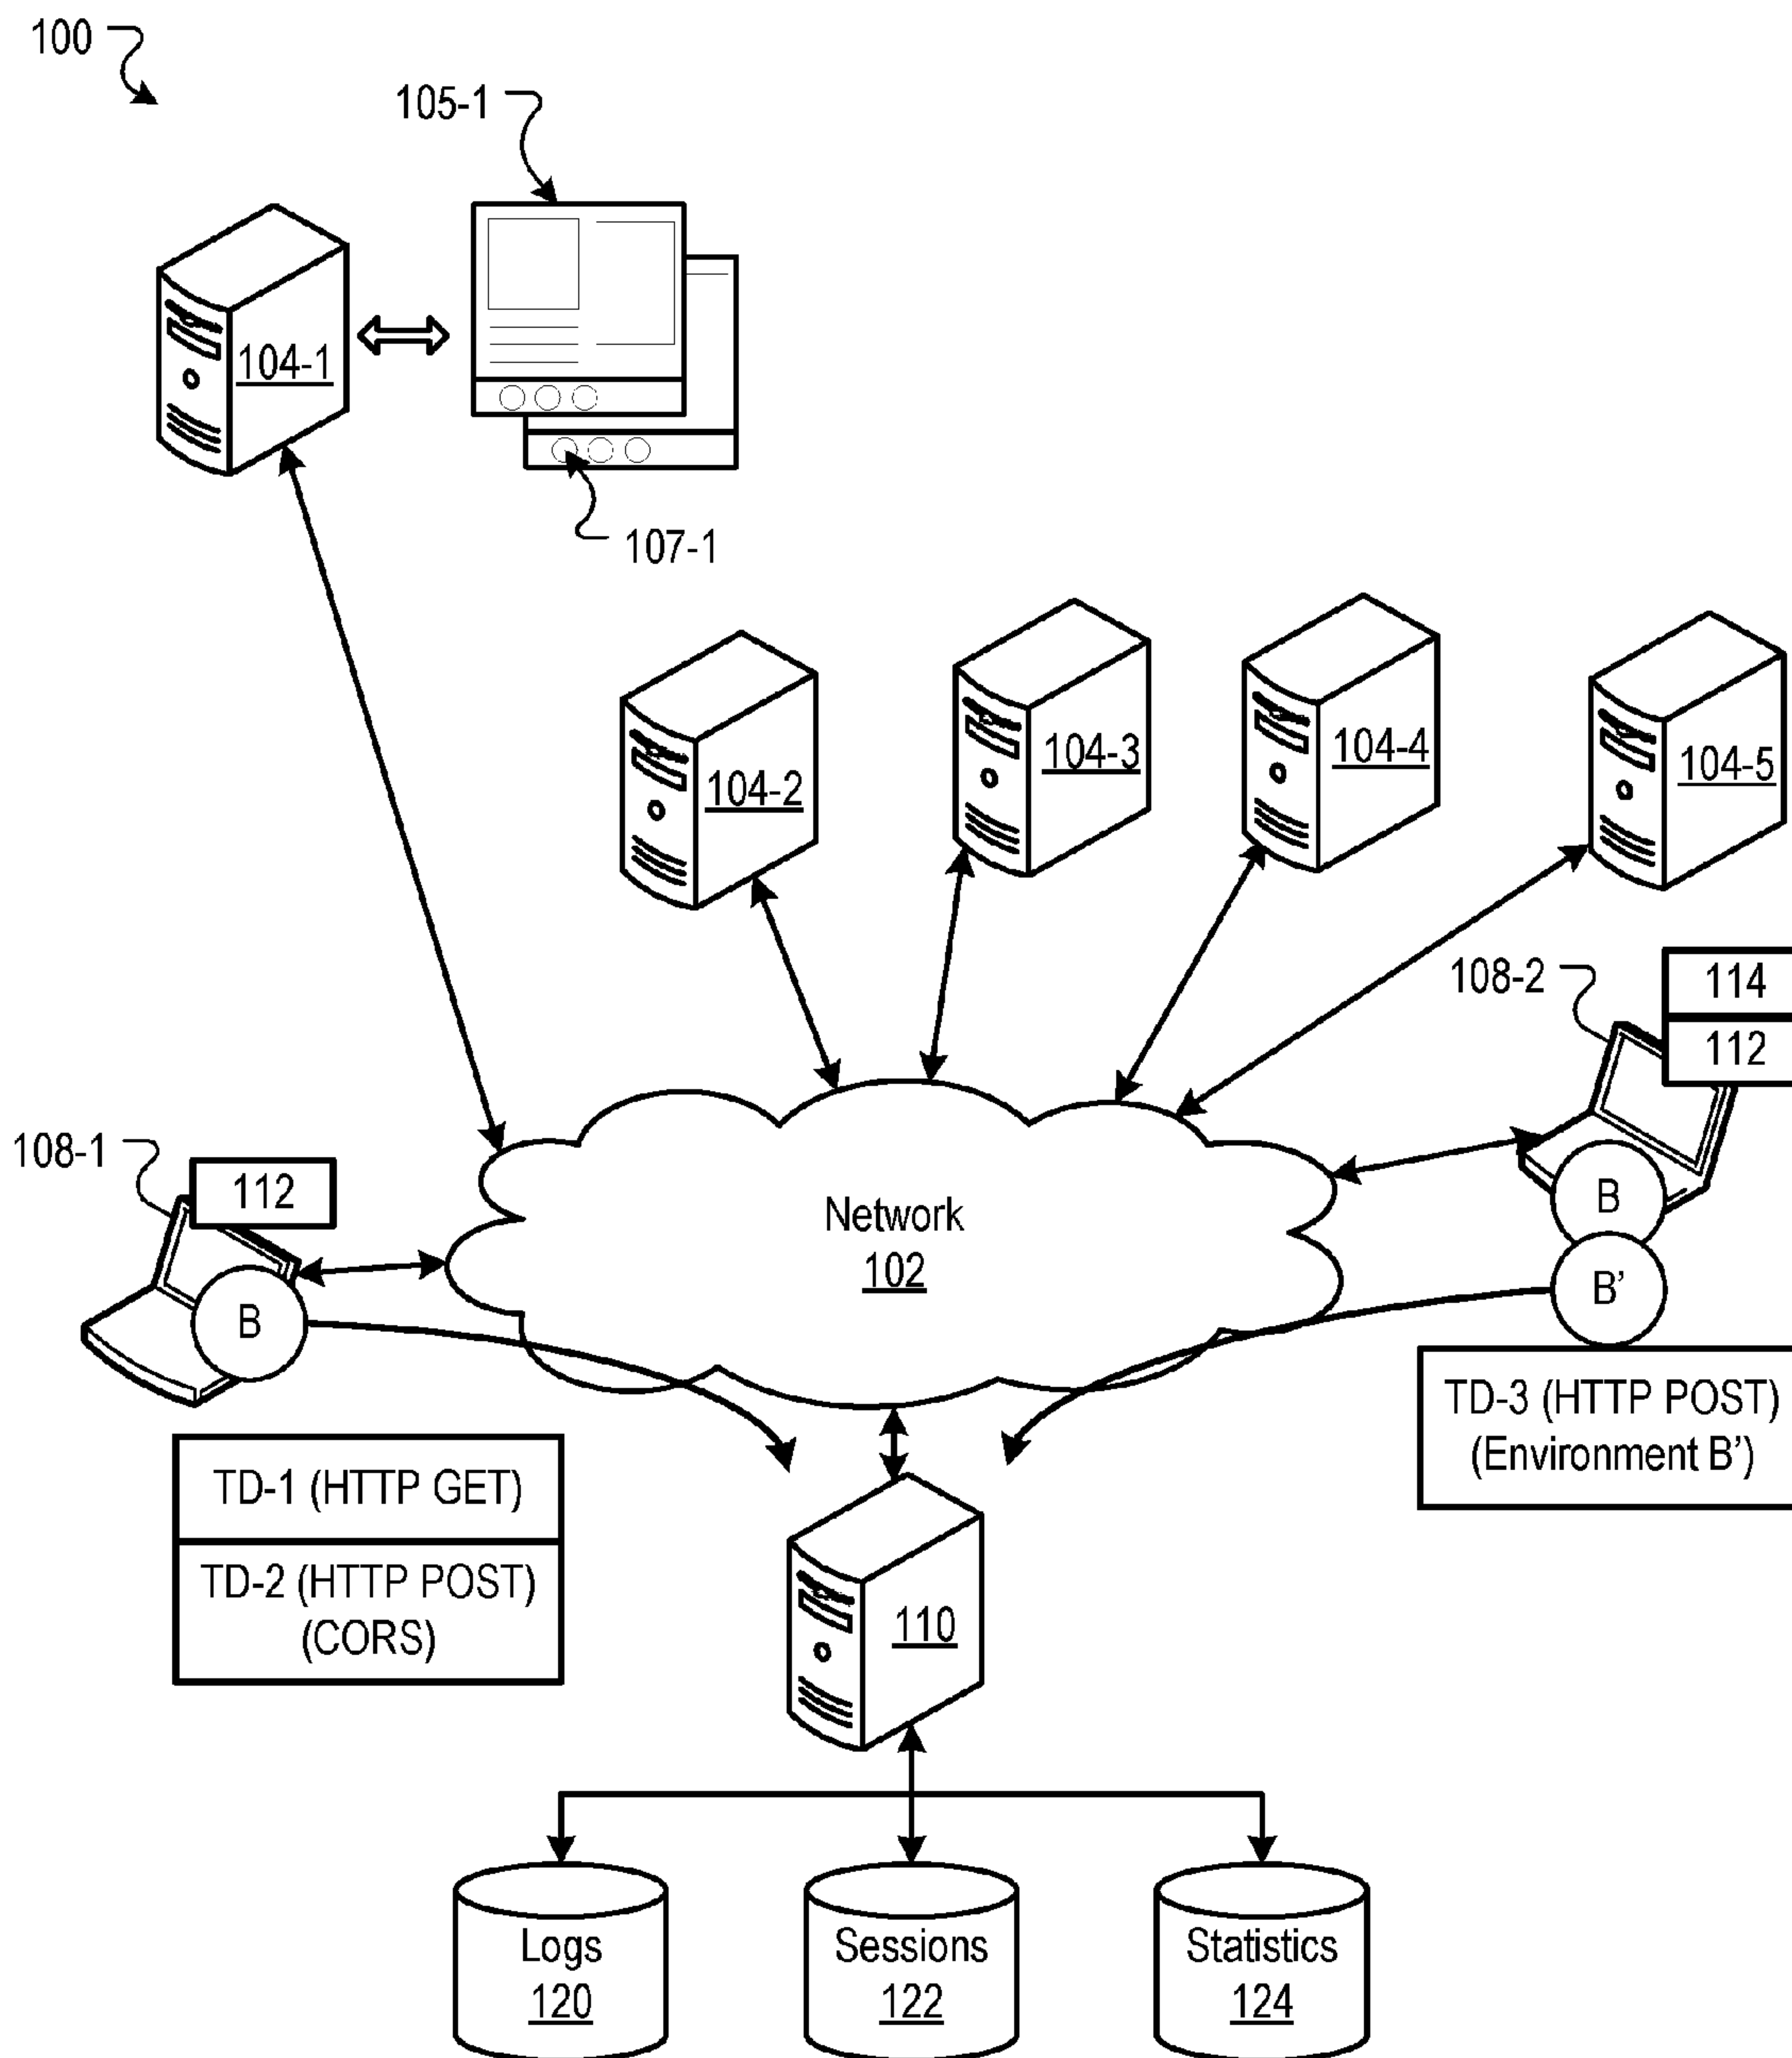 100
105-1
104-1
107-1
104-2
104-3
104-4
104-5
108-2
114
112
108-1
112
Network
102
B
B
B’
TD-3 (HTTP POST)
(Environment B’)
TD-1 (HTTP GET)
TD-2 (HTTP POST)
(CORS)
110
Logs
120
Sessions
122
Statistics
124